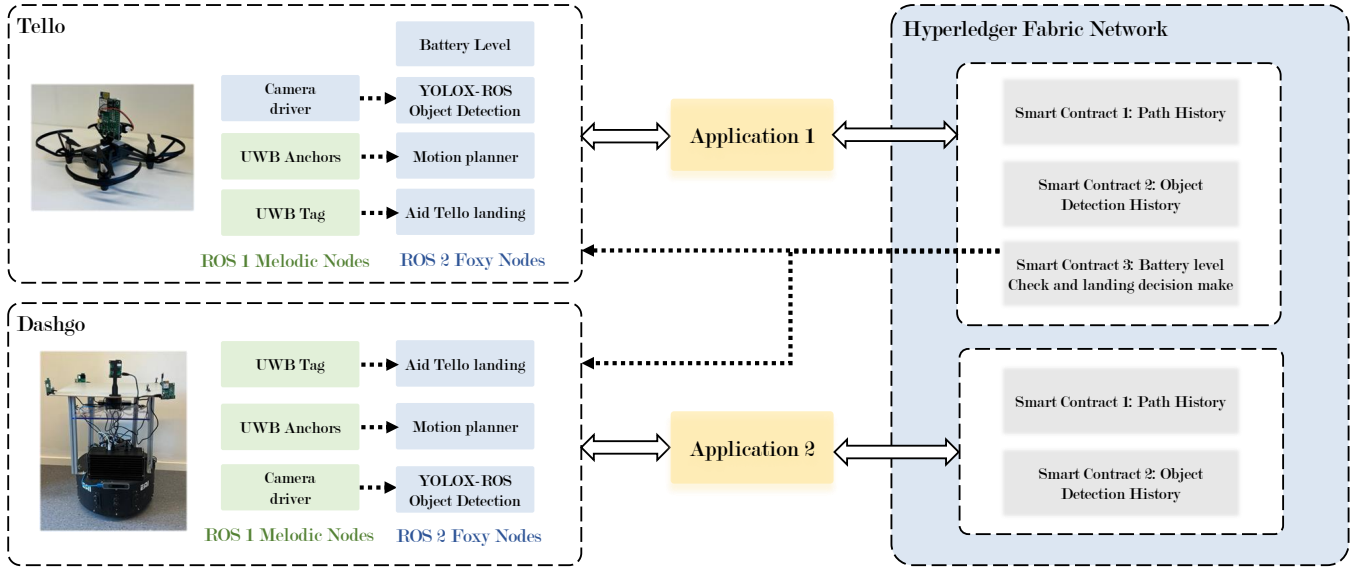 Tello
Battery Level
Camera
driver
YOLOX-ROS
Object Detection
UWB Anchors
Motion planner
UWB Tag
Aid Tello landing
ROS 1 Melodic Nodes
ROS 2 Foxy Nodes
Dashgo
UWB Tag
Aid Tello landing
UWB Anchors
Motion planner
Camera
driver
YOLOX-ROS
Object Detection
ROS 1 Melodic Nodes
ROS 2 Foxy Nodes
Application 1
Application 2
Hyperledger Fabric Network
Smart Contract 1: Path History
Smart Contract 2: Object
Detection History
Smart Contract 3: Battery level
Check and landing decision make
Smart Contract 1: Path History
Smart Contract 2: Object
Detection History